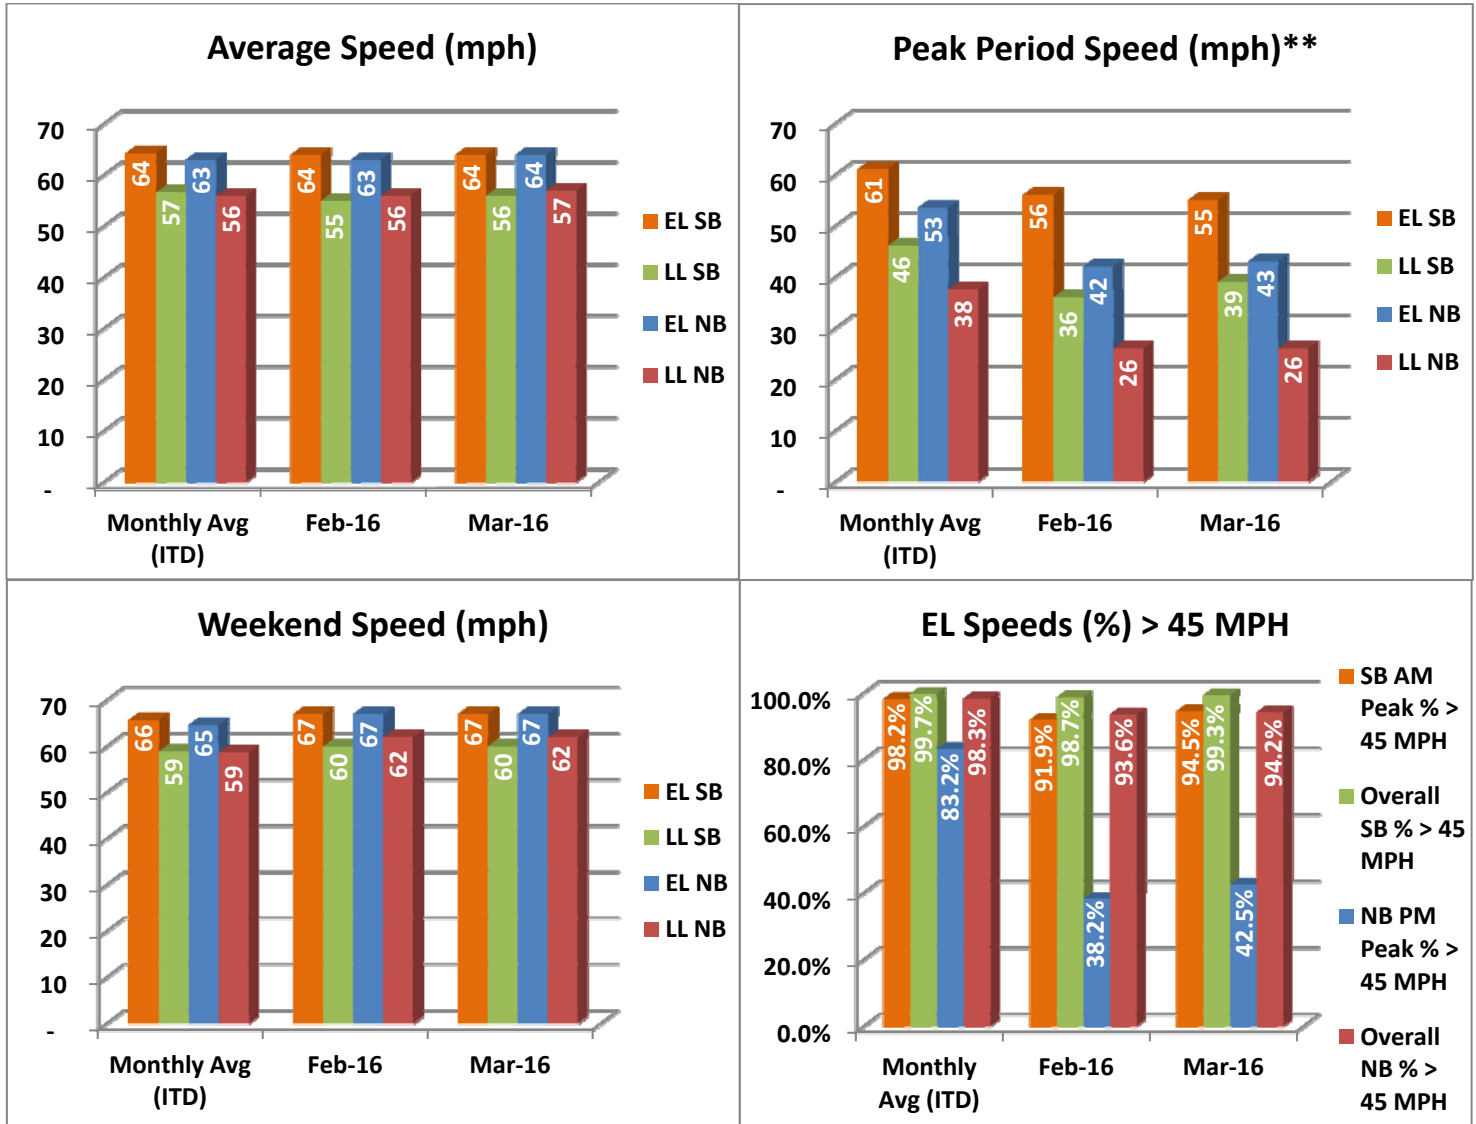 Average Speed (mph)
70
60
50
40
30
20
10
-
64
57
63
56
64
55
63
56
64
56
64
57
Monthly Avg
(ITD)
Feb-16
Mar-16
EL SB
LL SB
EL NB
LL NB
Peak Period Speed (mph)**
70
60
50
40
30
20
10
-
61
46
53
38
56
36
42
26
55
39
43
26
Monthly Avg
(ITD)
Feb-16
Mar-16
EL SB
LL SB
EL NB
LL NB
Weekend Speed (mph)
70
60
50
40
30
20
10
-
66
59
65
59
67
60
67
62
67
60
67
62
Monthly Avg
(ITD)
Feb-16
Mar-16
EL SB
LL SB
EL NB
LL NB
EL Speeds (%) > 45 MPH
100.0%
80.0%
60.0%
40.0%
20.0%
0.0%
98.2%
99.7%
83.2%
98.3%
91.9%
98.7%
38.2%
93.6%
94.5%
99.3%
42.5%
94.2%
Monthly
Avg (ITD)
Feb-16
Mar-16
SB AM
Peak % >
45 MPH
Overall
SB % > 45
MPH
NB PM
Peak % >
45 MPH
Overall
NB % >
45 MPH